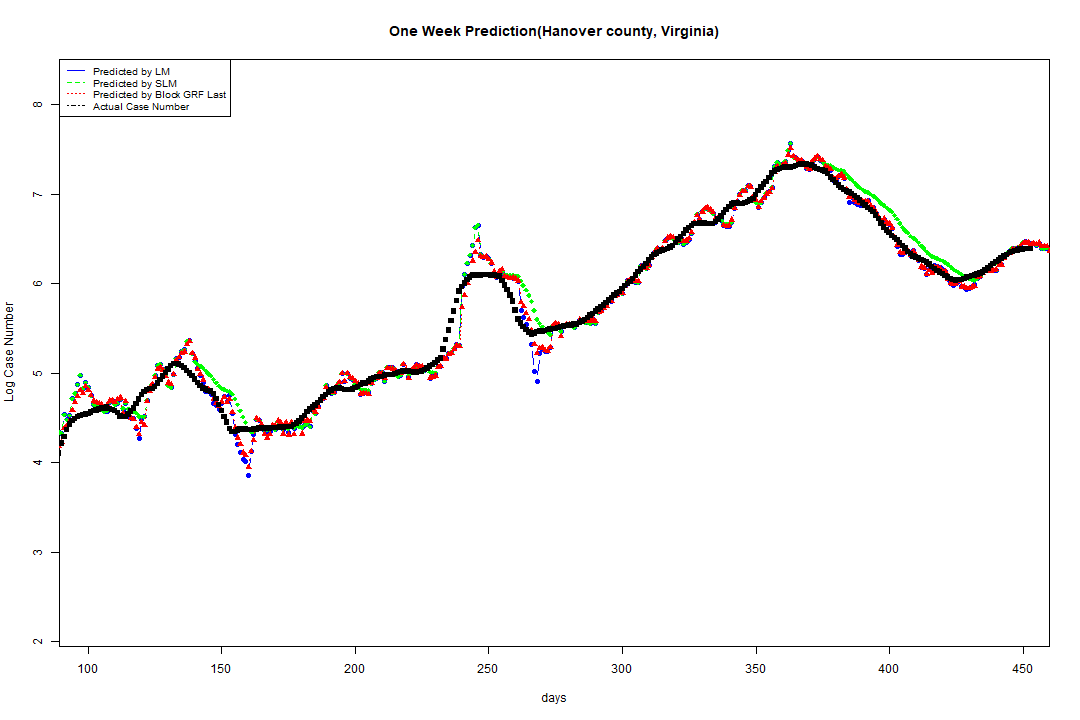 One Week Prediction(Hanover county, Virginia)
Predicted by LM
Predicted by SLM
Predicted by Block GRF Last
Actual Case Number
Log Case Number
8
7
6
5
4
3
2
100 150 200 250 300 350 400 450
days